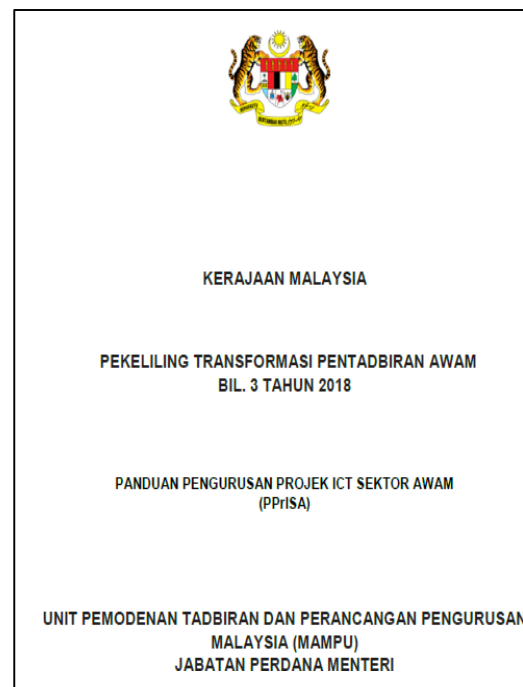 KERAJAAN MALAYSIA
PEKELILING TRANSFORMASI PENTADBIRAN AWAM
BIL. 3 TAHUN 2018
PANDUAN PENGURUSAN PROJEK ICT SEKTOR AWAM
(PPrISA)
UNIT PEMODENAN TADBIRAN DAN PERANCANGAN PENGURUSAN
MALAYSIA (MAMPU)
JABATAN PERDANA MENTERI